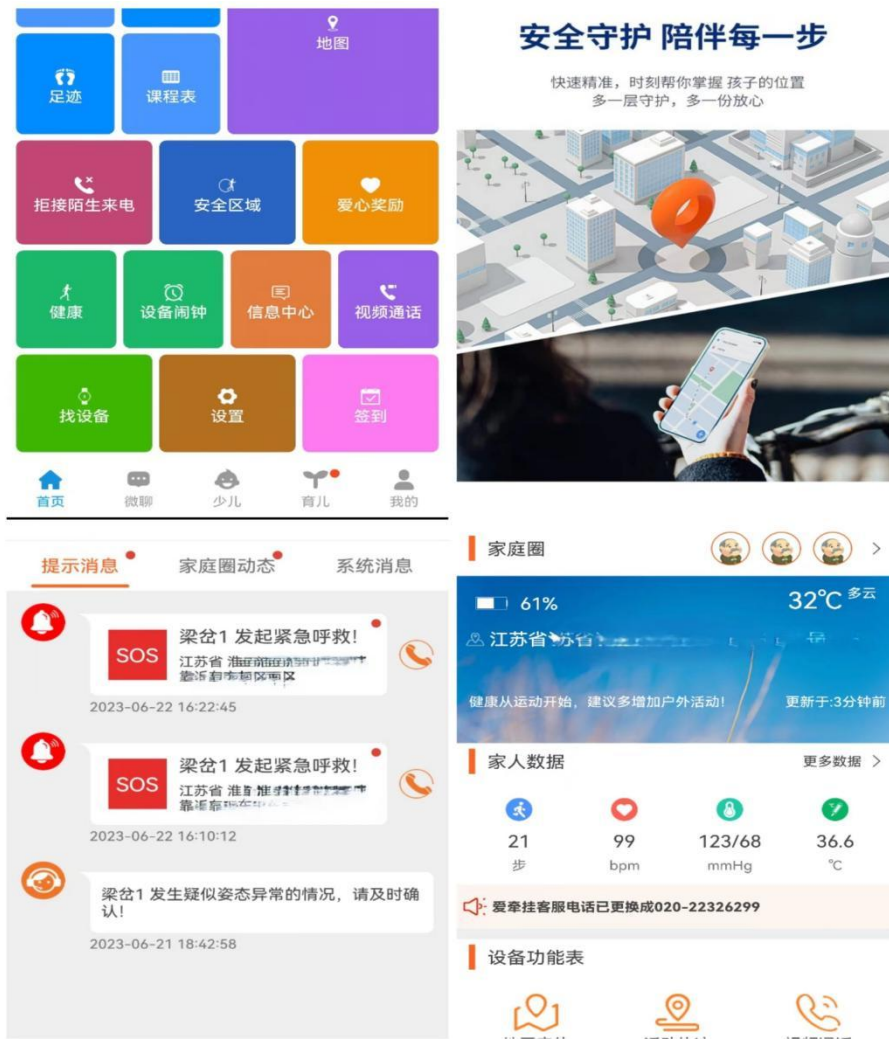 地图
足迹
课程表
拒接陌生来电
安全区域
爱心奖励
健康
设备闹钟
信息中心
视频通话
找设备
设置
签到
首页
微聊
少儿
育儿
我的
安全守护 陪伴每一步
快速精准，时刻帮你掌握 孩子的位置
多一层守护，多一份放心
提示消息
家庭圈动态
系统消息
SOS
梁岔1 发起紧急呼救！
江苏省 淮
2023-06-22 16:22:45
SOS
梁岔1 发起紧急呼救！
江苏省 淮
2023-06-22 16:10:12
梁岔1 发生疑似姿态异常的情况，请及时确
认！
2023-06-21 18:42:58
家庭圈
61%
32℃ 多云
江苏省
健康从运动开始，建议多增加户外活动！
更新于:3分钟前
家人数据
更多数据
21
99
123/68
36.6
步
bpm
mmHg
℃
爱牵挂客服电话已更换成020-22326299
设备功能表